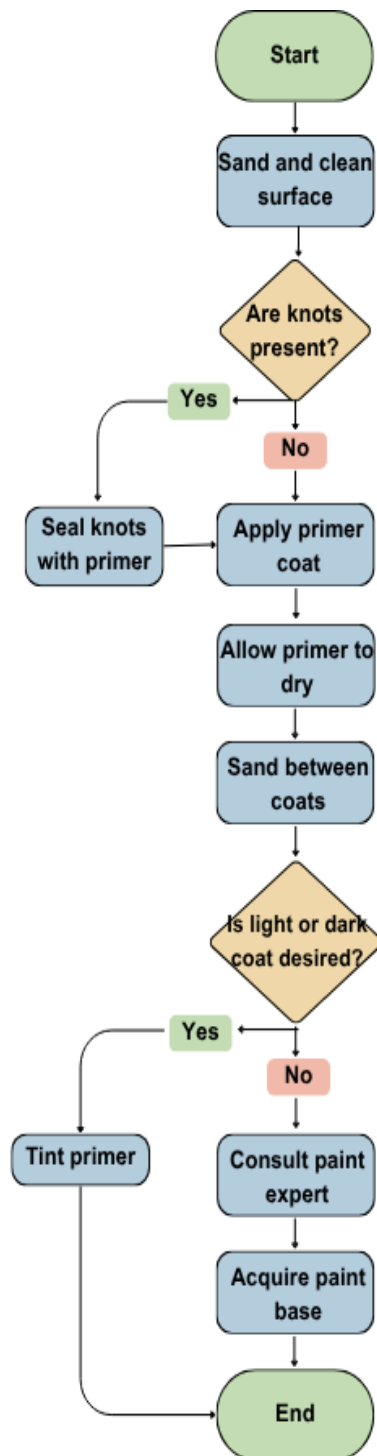 Start
Sand and clean
surface
Are knots
present?
Yes
No
Seal knots
with primer
Apply primer
coat
Allow primer to
dry
Sand between
coats
Is light or dark
coat desired?
Yes
No
Tint primer
Consult paint
expert
Acquire paint
base
End